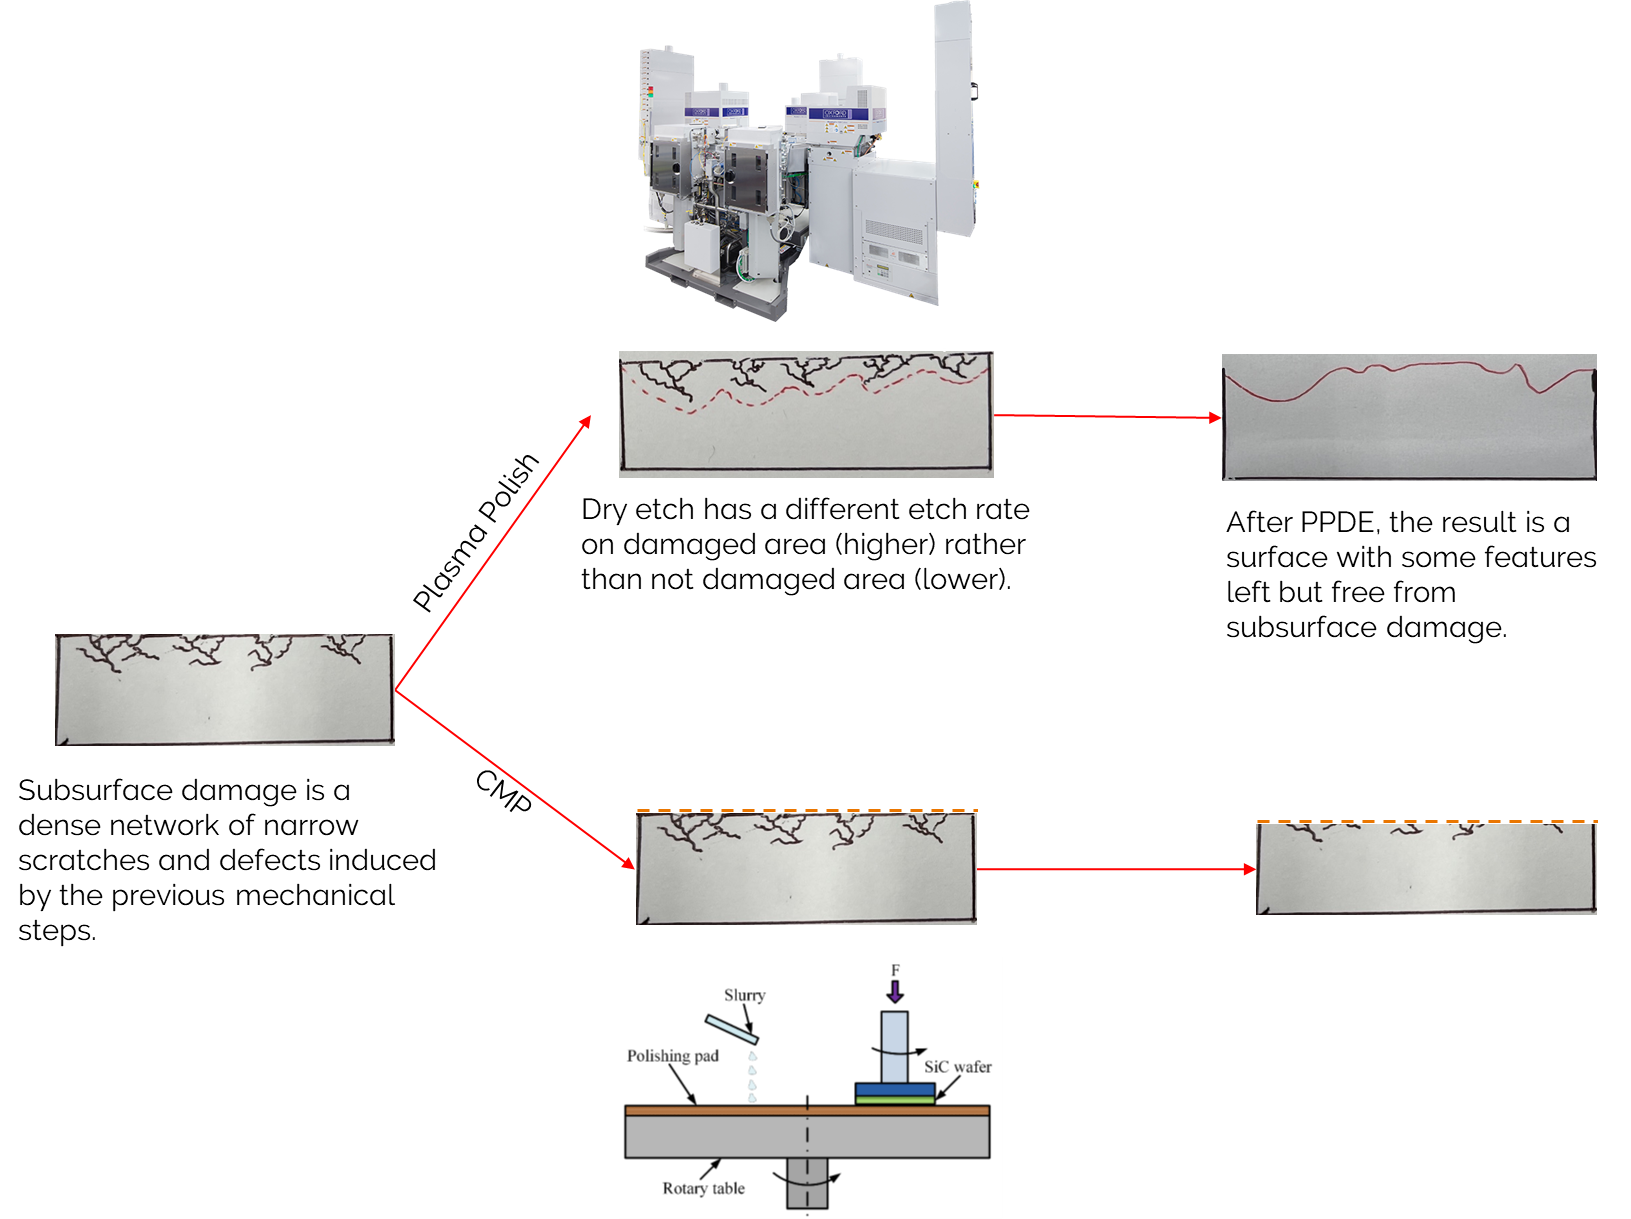 OXFORD
OXFORD
Plasma Polish
Dry etch has a different etch rate
on damaged area (higher) rather
than not damaged area (lower).
After PPDE, the result is a
surface with some features
left but free from
subsurface damage.
Subsurface damage is a
dense network of narrow
scratches and defects induced
by the previous mechanical
steps.
CMP
F
Slurry
Polishing pad
SiC wafer
Rotary table